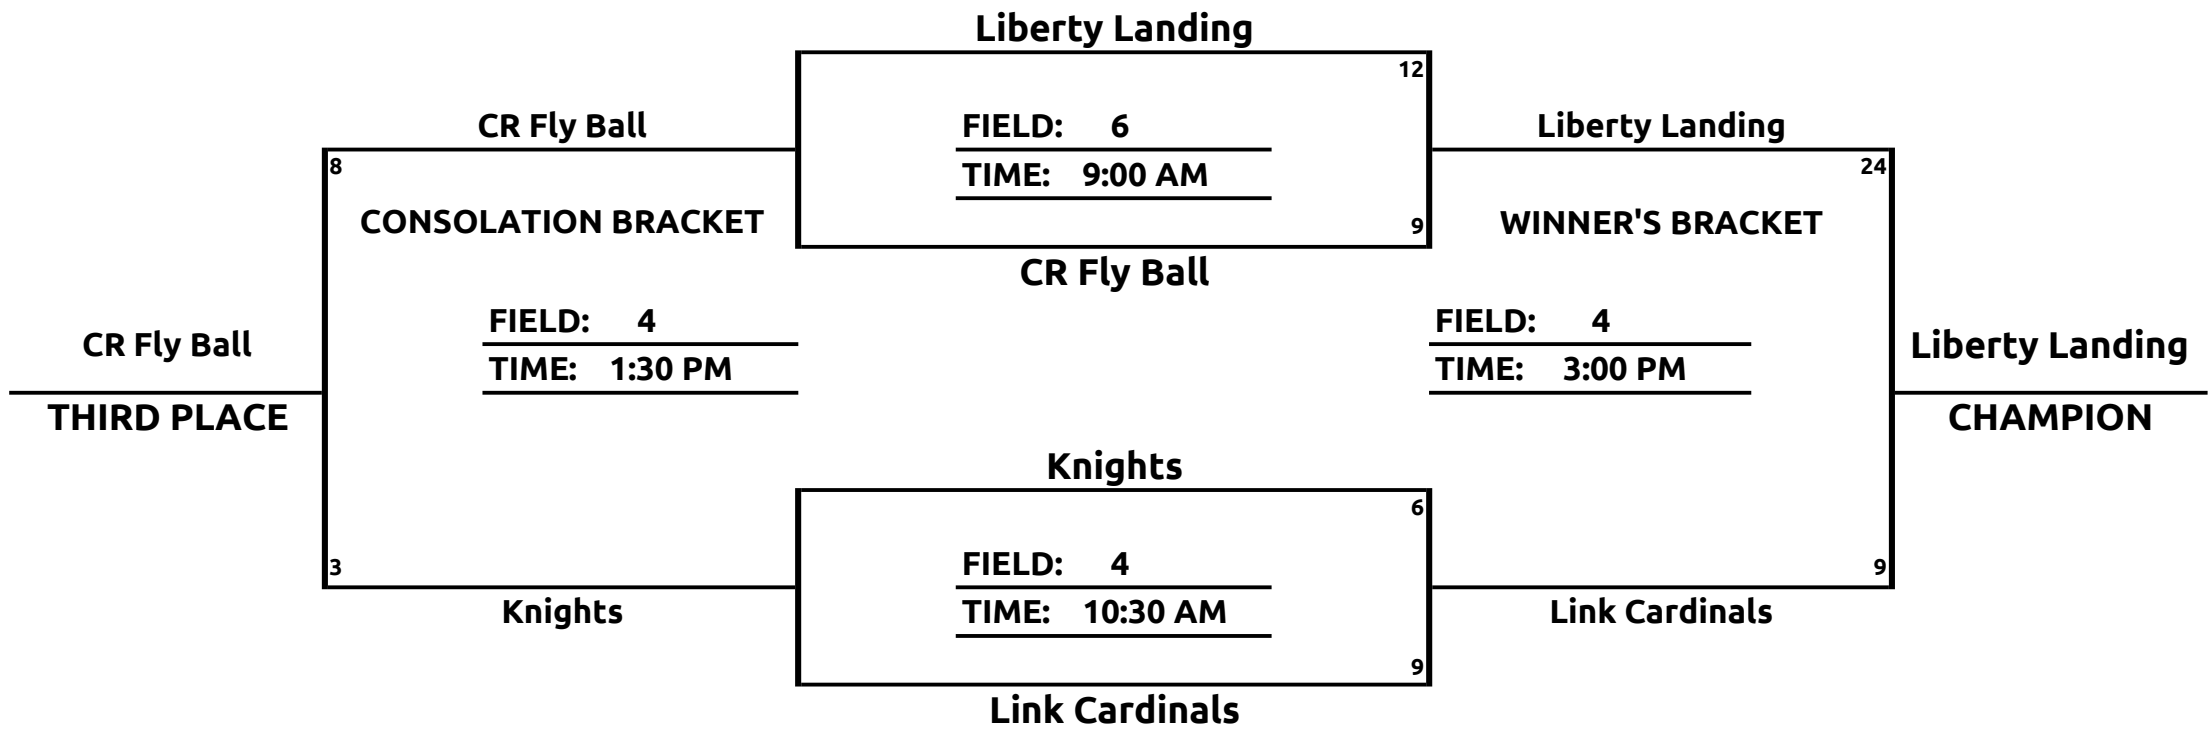 Liberty Landing
12
CR Fly Ball
FIELD: 6
Liberty Landing
8
TIME: 9:00 AM
24
CONSOLATION BRACKET
9
WINNER'S BRACKET
CR Fly Ball
FIELD: 4
FIELD: 4
CR Fly Ball
TIME: 1:30 PM
TIME: 3:00 PM
Liberty Landing
THIRD PLACE
CHAMPION
Knights
6
3
FIELD: 4
9
Knights
TIME: 10:30 AM
Link Cardinals
9
Link Cardinals